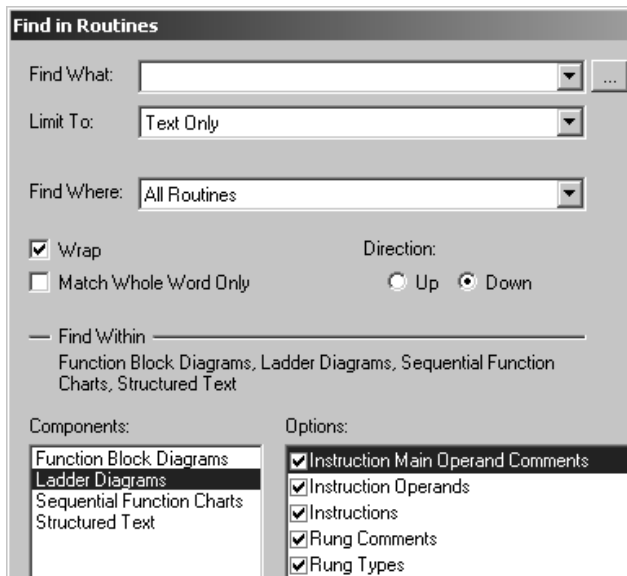 Find in Routines
Find What:
...
Limit To: Text Only
Find Where: All Routines
Wrap Direction:
Match Whole Word Only Up Down
Find Within
Function Block Diagrams, Ladder Diagrams, Sequential Function
Charts, Structured Text
Components: Options:
Function Block Diagrams
Ladder Diagrams
Sequential Function Charts
Structured Text
Instruction Main Operand Comments
Instruction Operands
Instructions
Rung Comments
Rung Types